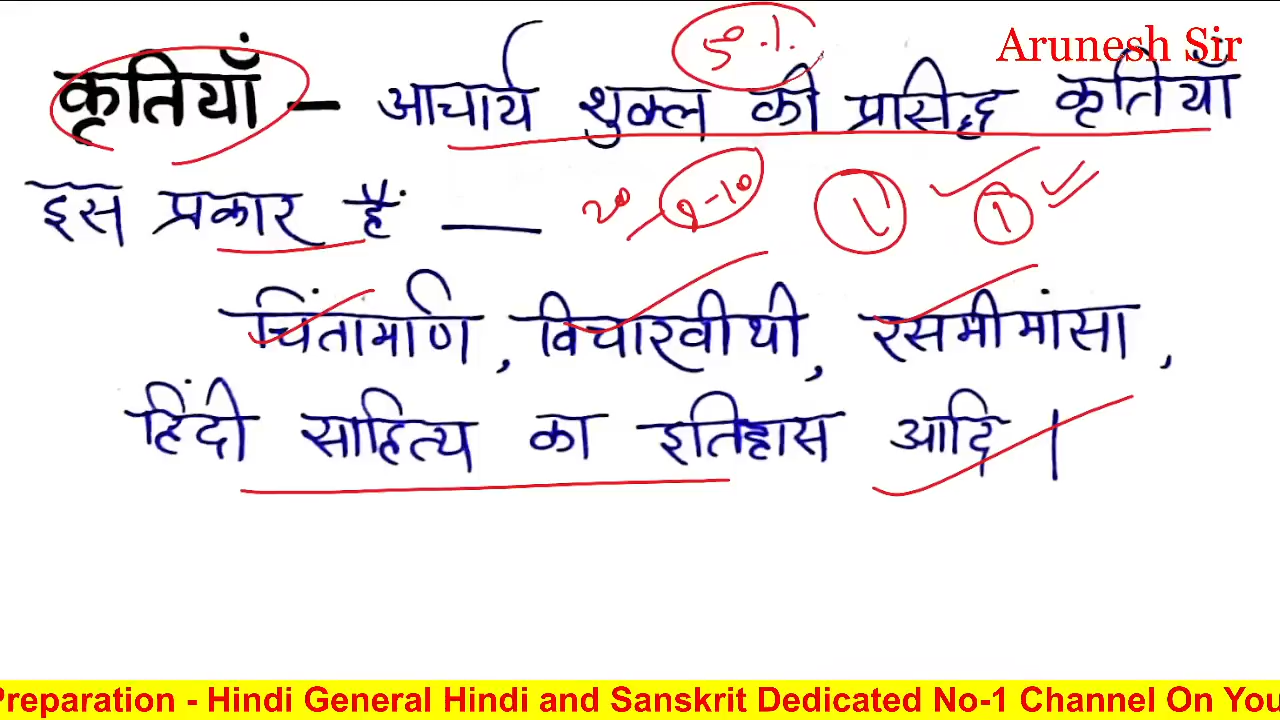 Arunesh Sir
कृतियाँ – आचार्य शुक्ल की प्रसिद्ध कृतियाँ
इस प्रकार हैं —
चिंतामणि, विचारवीथी, रसमीमांसा,
हिंदी साहित्य का इतिहास आदि।
Preparation - Hindi General Hindi and Sanskrit Dedicated No-1 Channel On You